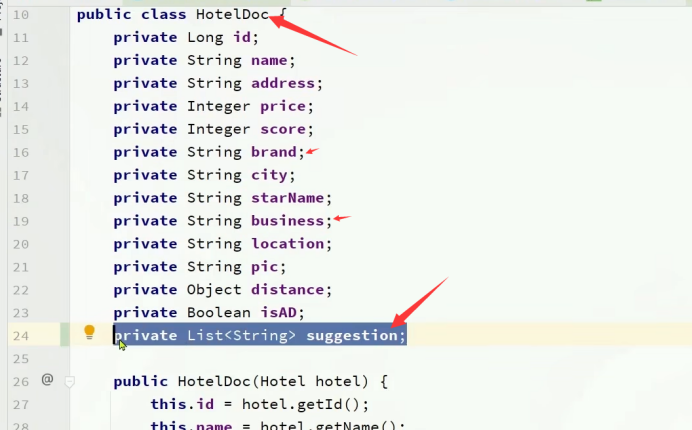 10 public class HotelDoc {
11 private Long id;
12 private String name;
13 private String address;
14 private Integer price;
15 private Integer score;
16 private String brand;
17 private String city;
18 private String starName;
19 private String business;
20 private String location;
21 private String pic;
22 private Object distance;
23 private Boolean isAD;
24 private List<String> suggestion;
25
26 @ public HotelDoc(Hotel hotel) {
27 this.id = hotel.getId();
28 this.name = hotel.getName();